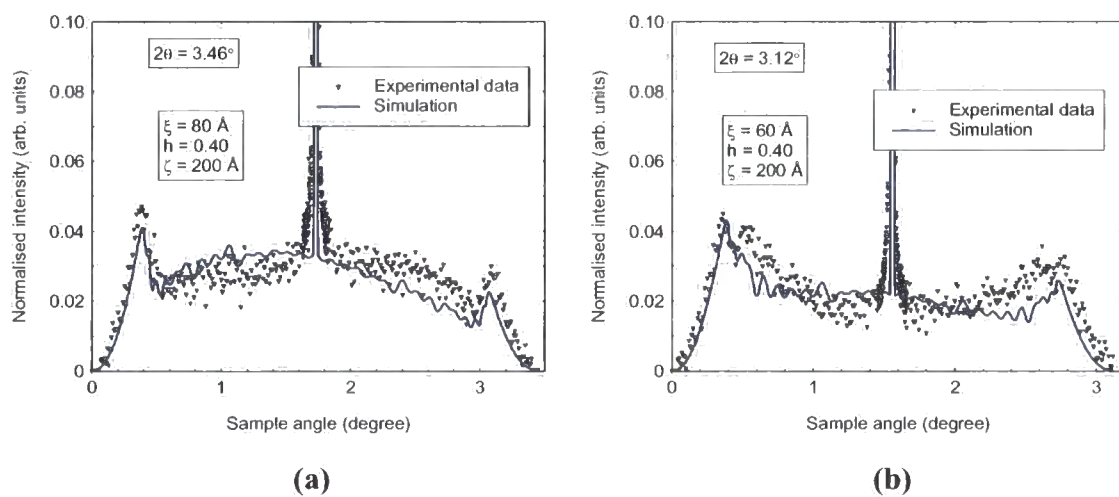 0.10
0.08
0.06
0.04
0.02
0.00
Normalised intensity (arb. units)
2θ = 3.46°
Experimental data
Simulation
ξ = 80 Å
h = 0.40
ζ = 200 Å
0 1 2 3
Sample angle (degree)
(a)
0.10
0.08
0.06
0.04
0.02
0.00
Normalised intensity (arb. units)
2θ = 3.12°
Experimental data
Simulation
ξ = 60 Å
h = 0.40
ζ = 200 Å
0 1 2 3
Sample angle (degree)
(b)